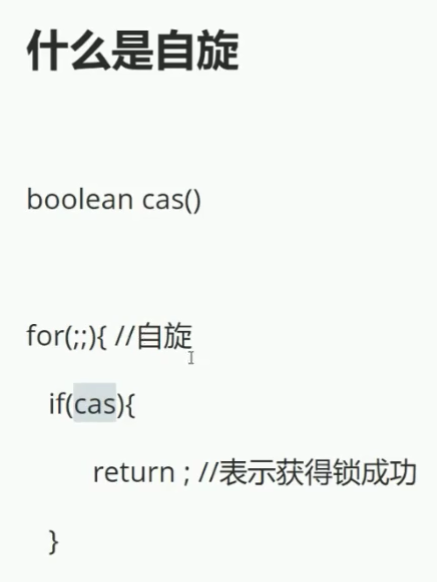 什么是自旋
boolean cas()
for(;;){ //自旋
if(cas){
return ; //表示获得锁成功
}